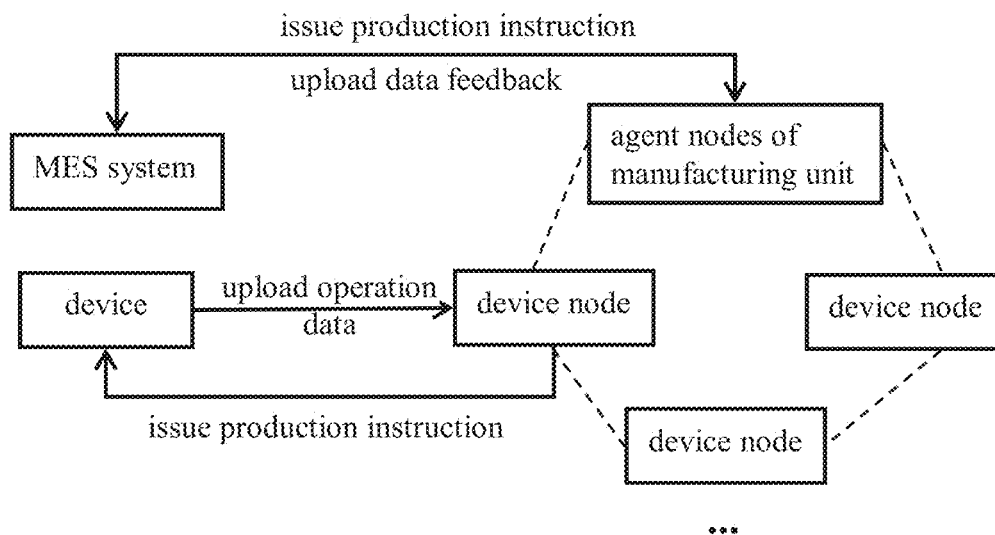 issue production instruction
upload data feedback
MES system
agent nodes of
manufacturing unit
device
upload operation
data
device node
device node
issue production instruction
device node
...